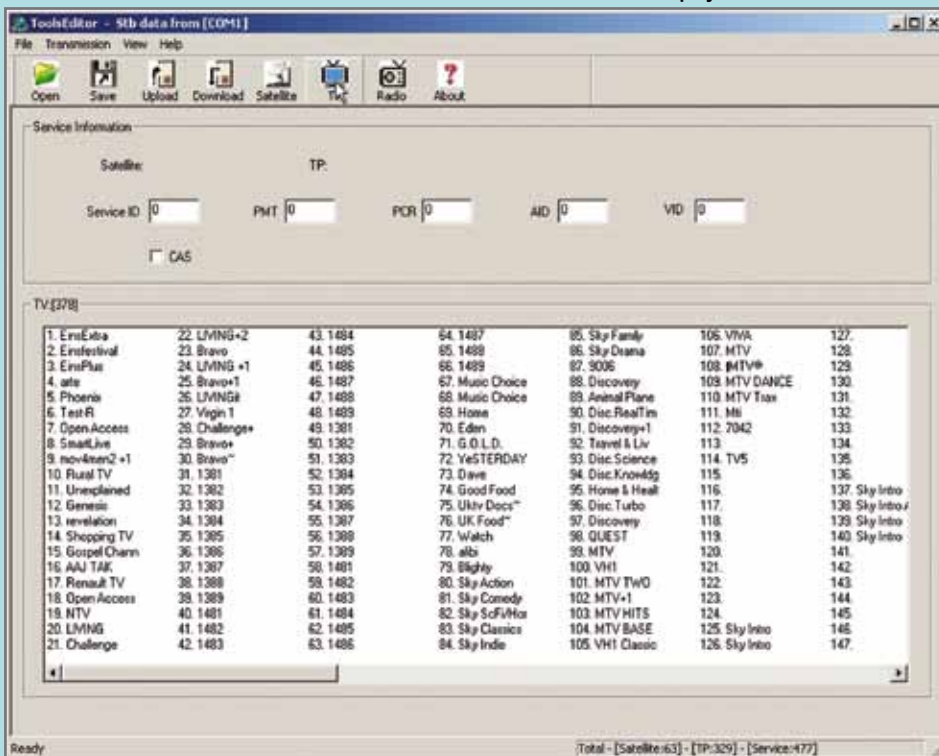 ToolsEditor - Stb data from [COM1]
File Transmission View Help
Open Save Upload Download Satellite TV Radio About
Service Information
Satellite: TP:
Service ID 0 PMT 0 PCR 0 AID 0 VID 0
CAS
TV:[378]
1. EinsExtra 22. LIVING+2 43. 1484 64. 1487 85. Sky Family 106. VIVA 127.
2. Einsfestival 23. Bravo 44. 1485 65. 1488 86. Sky Drama 107. MTV 128.
3. EinsPlus 24. LIVING +1 45. 1486 66. 1489 87. 9006 108. 129.
4. arte 25. Bravo+1 46. 1487 67. Music Choice 88. Discovery 109. MTV DANCE 130.
5. Phoenix 26. 47. 1488 68. Music Choice 89. Animal Plane 110. MTV Trax 131.
6. Test-R 27. Virgin 1 48. 1489 69. Home 90. Disc.RealTim 111. 132.
7. Open Access 28. Challenge+ 49. 1381 70. Eden 91. Discovery+1 112. 7042 133.
8. SmartLive 29. Bravo+ 50. 1382 71. G.O.L.D. 92. Travel & Liv 113. 134.
9. mov4men2 +1 30. Bravo~ 51. 1383 72. YeSTERDAY 93. Disc.Science 114. TV5 135.
10. Rural TV 31. 1381 52. 1384 73. Dave 94. Disc.Knowldg 115. 136.
11. Unexplained 32. 1382 53. 1385 74. Good Food 95. Home & Healt 116. 137. Sky Intro
12. Genesis 33. 1383 54. 1386 75. Uktv Docs~ 96. Disc.Turbo 117. 138. Sky Intro
13. revelation 34. 1384 55. 1387 76. UK Food~ 97. Discovery 118. 139. Sky Intro
14. Shopping TV 35. 1385 56. 1388 77. Watch 98. QUEST 119. 140. Sky Intro
15. Gospel Chann 36. 1386 57. 1389 78. alibi 99. MTV 120. 141.
16. AAJ TAK 37. 1387 58. 1481 79. Blighty 100. VH1 121. 142.
17. Renault TV 38. 1388 59. 1482 80. Sky Action 101. MTV TWO 122. 143.
18. Open Access 39. 1389 60. 1483 81. Sky Comedy 102. MTV+1 123. 144.
19. NTV 40. 1481 61. 1484 82. Sky SciFi/Hor 103. MTV HITS 124. 145.
20. LIVING 41. 1482 62. 1485 83. Sky Classics 104. MTV BASE 125. Sky Intro 146.
21. Challenge 42. 1483 63. 1486 84. Sky Indie 105. VH1 Classic 126. Sky Intro 147.
Ready Total - [Satellite:63] - [TP:329] - [Service:477]